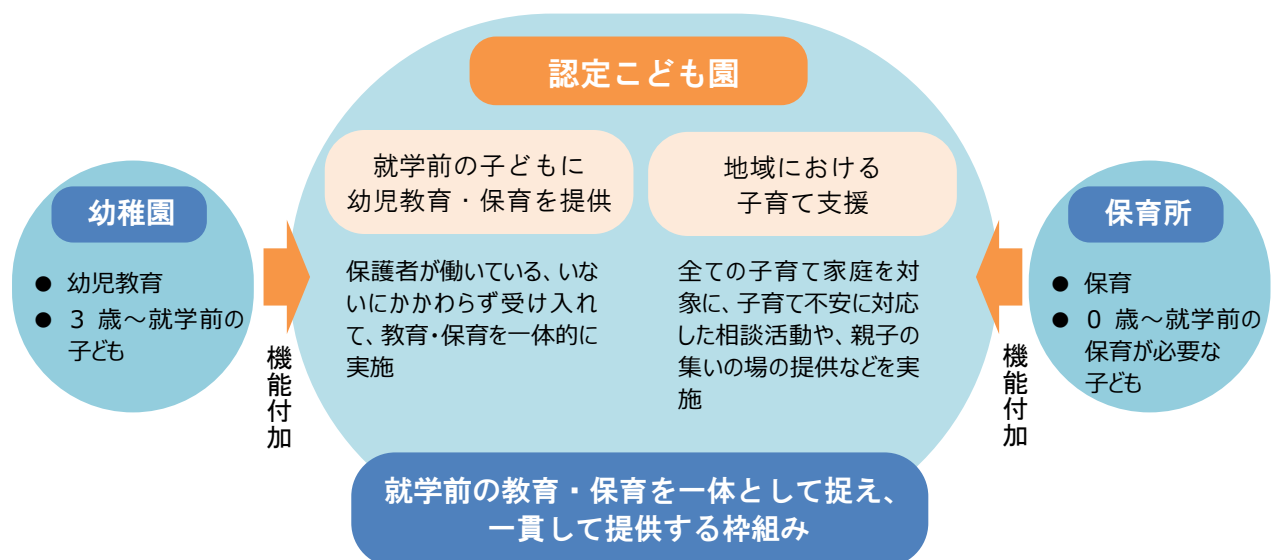 認定こども園
就学前の子どもに
幼児教育・保育を提供
保護者が働いている、いな
いにかかわらず受け入れ
て、教育・保育を一体的に
実施
地域における
子育て支援
全ての子育て家庭を対
象に、子育て不安に対応
した相談活動や、親子の
集いの場の提供などを実
施
幼稚園
● 幼児教育
● 3 歳~就学前の
子ども
機能付加
保育所
● 保育
● 0 歳~就学前の
保育が必要な
子ども
機能付加
就学前の教育・保育を一体として捉え、
一貫して提供する枠組み